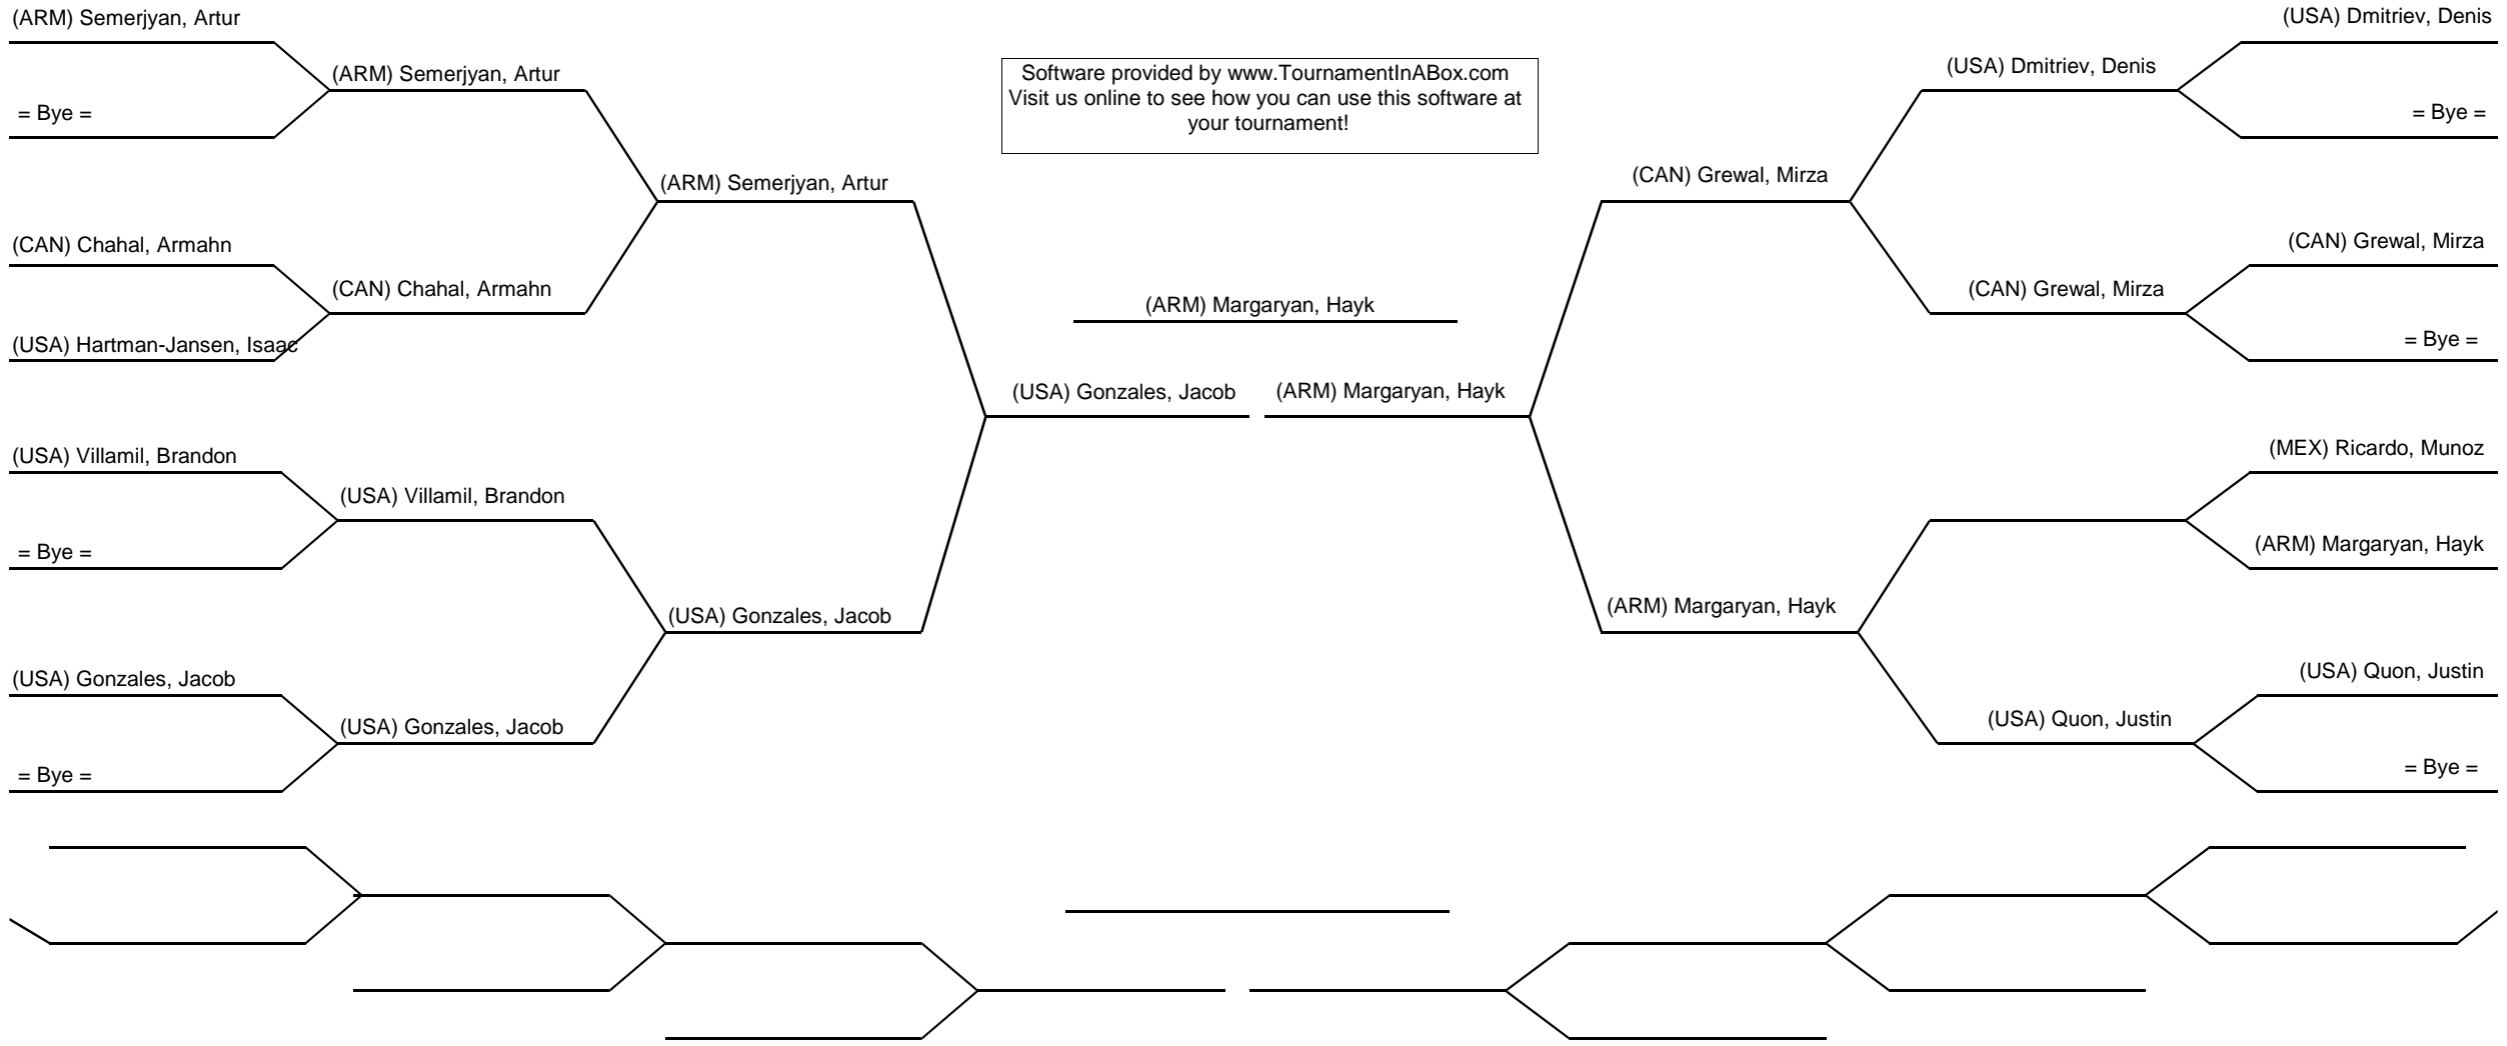 (ARM) Semerjyan, Artur
= Bye =
(CAN) Chahal, Armahn
(USA) Hartman-Jansen, Isaac
(USA) Villamil, Brandon
= Bye =
(USA) Gonzales, Jacob
= Bye =
(ARM) Semerjyan, Artur
(CAN) Chahal, Armahn
(USA) Villamil, Brandon
(USA) Gonzales, Jacob
(ARM) Semerjyan, Artur
(USA) Gonzales, Jacob
Software provided by www.TournamentInABox.com
Visit us online to see how you can use this software at
your tournament!
(ARM) Margaryan, Hayk
(USA) Gonzales, Jacob
(ARM) Margaryan, Hayk
(CAN) Grewal, Mirza
(ARM) Margaryan, Hayk
(USA) Dmitriev, Denis
(CAN) Grewal, Mirza
(USA) Quon, Justin
(USA) Dmitriev, Denis
= Bye =
(CAN) Grewal, Mirza
= Bye =
(MEX) Ricardo, Munoz
(ARM) Margaryan, Hayk
(USA) Quon, Justin
= Bye =